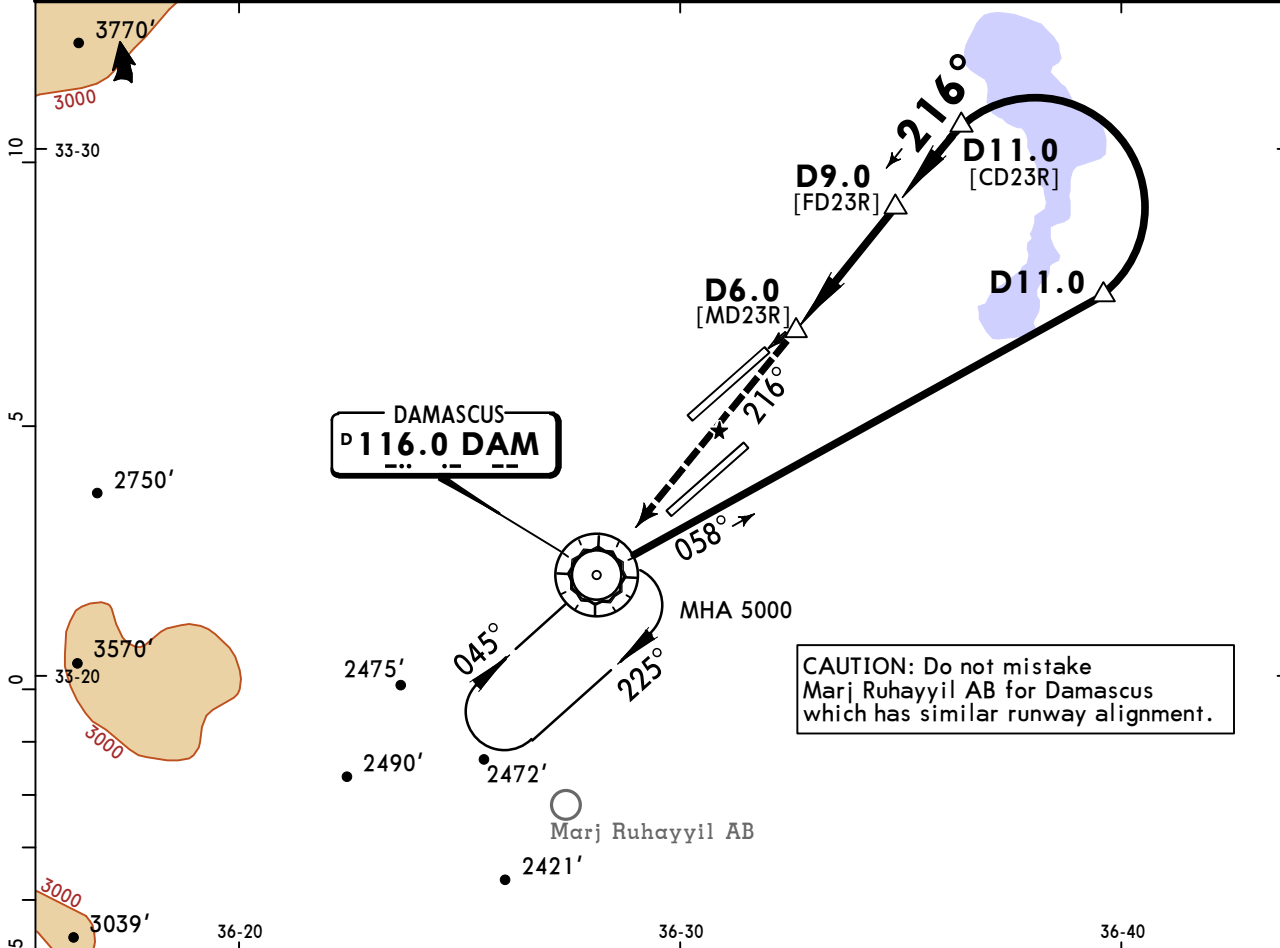 3770′
3000
10
33-30
216°
D11.0
[CD23R]
D9.0
[FD23R]
D11.0
D6.0
[MD23R]
216°
5
DAMASCUS
D 116.0 DAM
2750′
058°
MHA 5000
045°
225°
3570′
33-20
0
3000
2475′
2490′
2472′
CAUTION: Do not mistake
Marj Ruhayyil AB for Damascus
which has similar runway alignment.
Marj Ruhayyil AB
2421′
3000
3039′
5
36-20
36-30
36-40